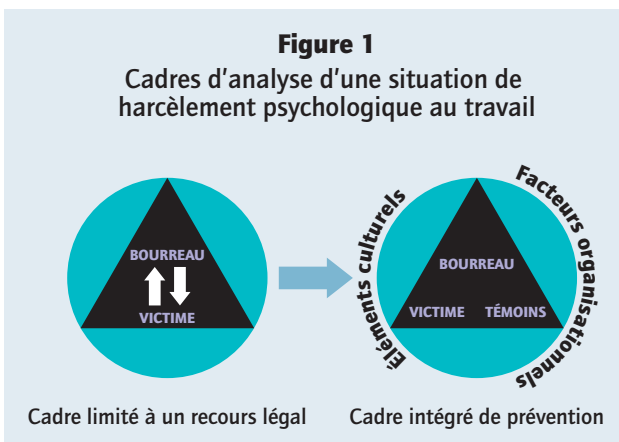 Figure 1
Cadres d'analyse d'une situation de
harcèlement psychologique au travail
BOURREAU
VICTIME
Éléments culturels
Facteurs organisationnels
BOURREAU
VICTIME TÉMOINS
Cadre limité à un recours légal
Cadre intégré de prévention